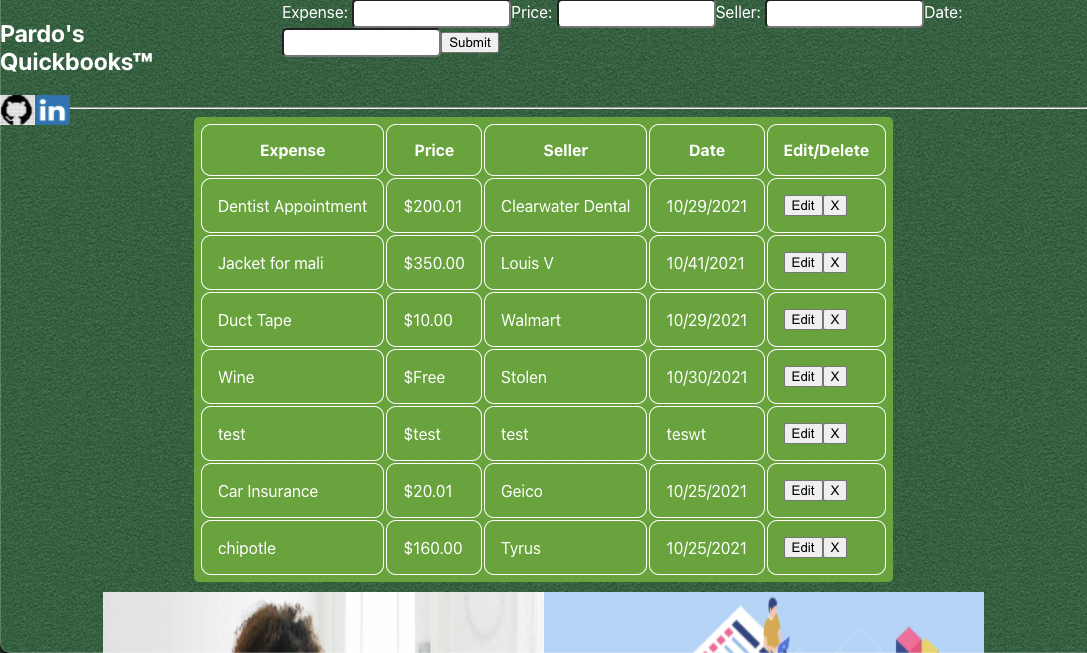 Pardo's
Quickbooks™
Expense: Price: Seller: Date:
Submit
in
Expense Price Seller Date Edit/Delete
Dentist Appointment $200.01 Clearwater Dental 10/29/2021 Edit X
Jacket for mali $350.00 Louis V 10/41/2021 Edit X
Duct Tape $10.00 Walmart 10/29/2021 Edit X
Wine $Free Stolen 10/30/2021 Edit X
test $test test teswt Edit X
Car Insurance $20.01 Geico 10/25/2021 Edit X
chipotle $160.00 Tyrus 10/25/2021 Edit X